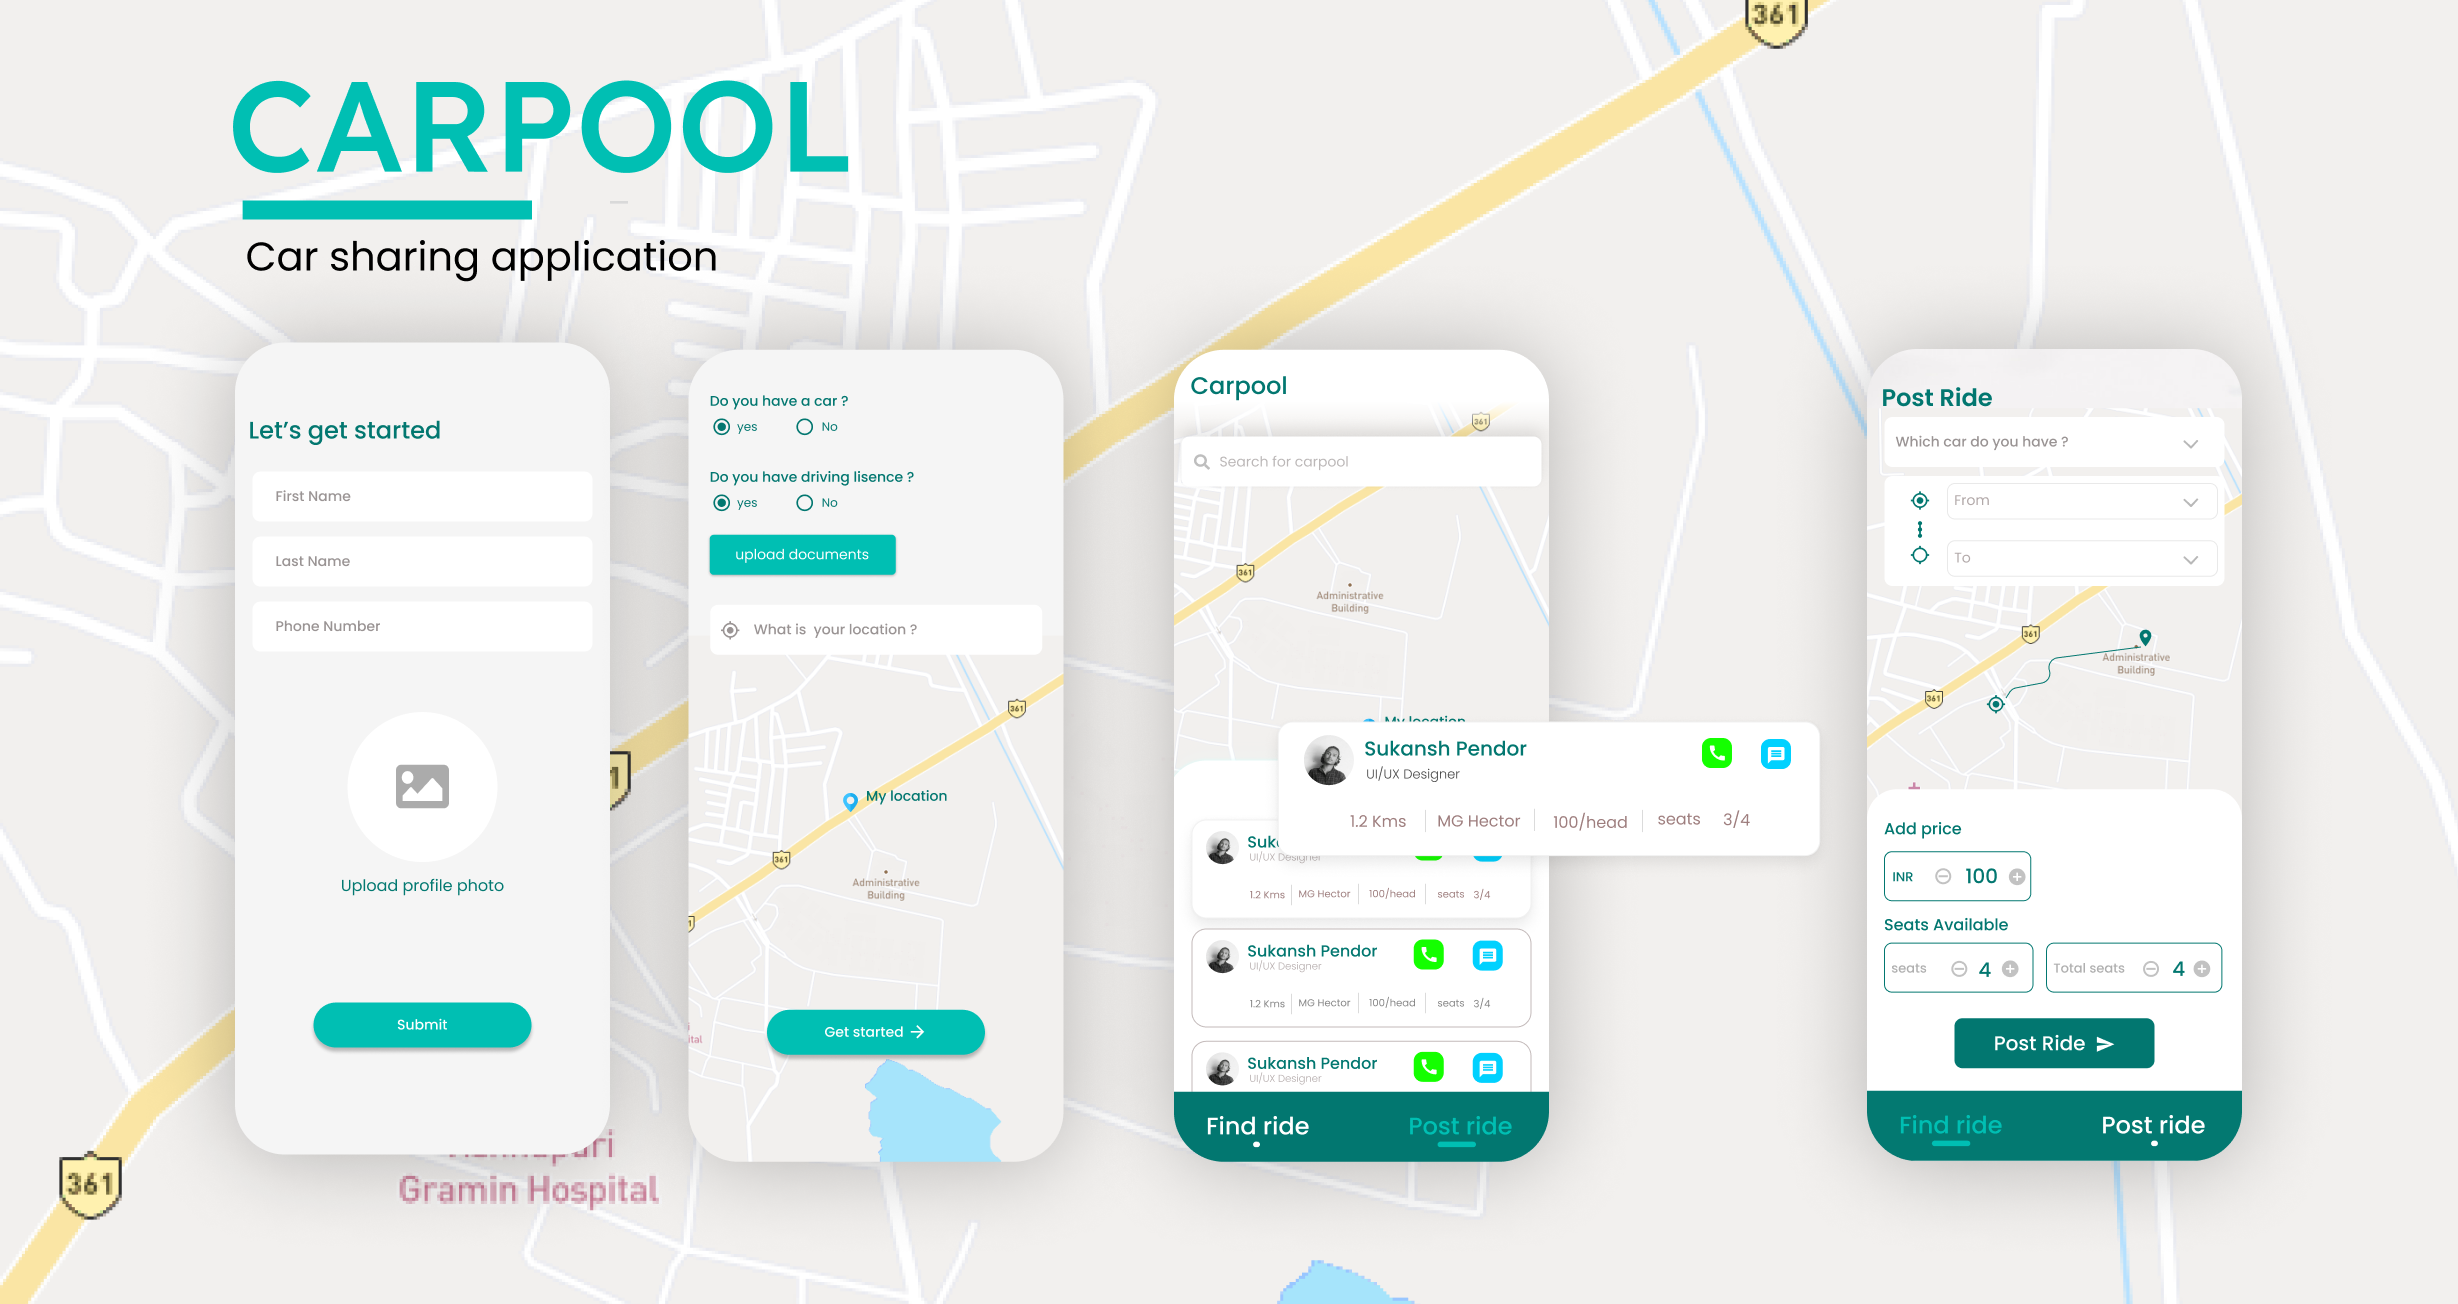 361
CARPOOL
Car sharing application
Let's get started
First Name
Last Name
Phone Number
Upload profile photo
Submit
Do you have a car ?
yes No
Do you have driving lisence ?
yes No
upload documents
What is your location ?
361
My location
361
Administrative
Building
Get started
Carpool
361
Search for carpool
361
Administrative
Building
My location
Sukansh Pendor
UI/UX Designer
1.2 Kms MG Hector 100/head seats 3/4
UI/UX Designer
1.2 Kms MG Hector 100/head seats 3/4
Sukansh Pendor
UI/UX Designer
1.2 Kms MG Hector 100/head seats 3/4
Sukansh Pendor
UI/UX Designer
Find ride Post ride
Post Ride
Which car do you have ?
From
To
361
Administrative
Building
361
Add price
INR 100
Seats Available
seats 4 Total seats 4
Post Ride
Find ride Post ride
361
Gramin Hospital